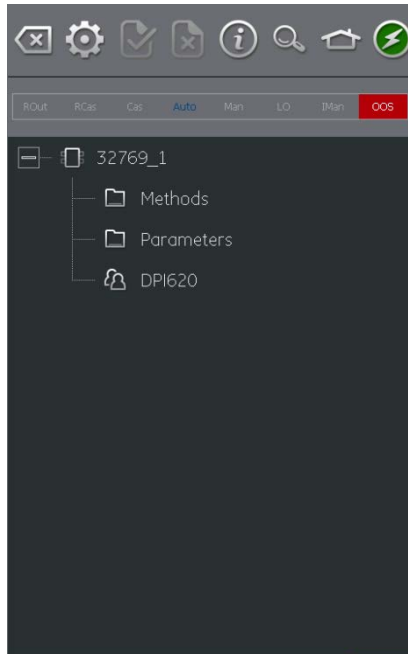 ROut RCas Cas Auto Man LO IMan OOS
32769_1
Methods
Parameters
DPI620